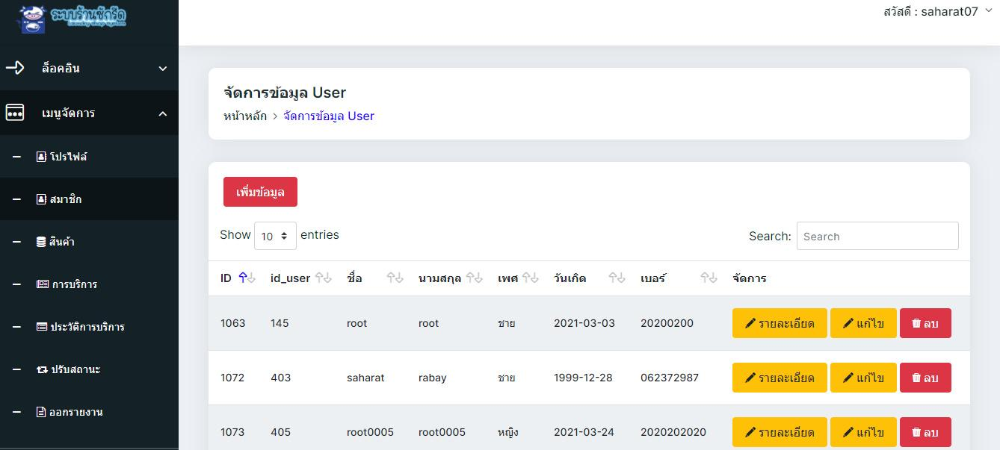 ระบบร้านซักรีด
สวัสดี : saharat07
ล็อคอิน
เมนูจัดการ
โปรไฟล์
สมาชิก
สินค้า
การบริการ
ประวัติการบริการ
ปรับสถานะ
ออกรายงาน
จัดการข้อมูล User
หน้าหลัก > จัดการข้อมูล User
เพิ่มข้อมูล
Show 10 entries
Search: Search
ID id_user ชื่อ นามสกุล เพศ วันเกิด เบอร์ จัดการ
1063 145 root root ชาย 2021-03-03 20200200 รายละเอียด แก้ไข ลบ
1072 403 saharat rabay ชาย 1999-12-28 062372987 รายละเอียด แก้ไข ลบ
1073 405 root0005 root0005 หญิง 2021-03-24 2020202020 รายละเอียด แก้ไข ลบ